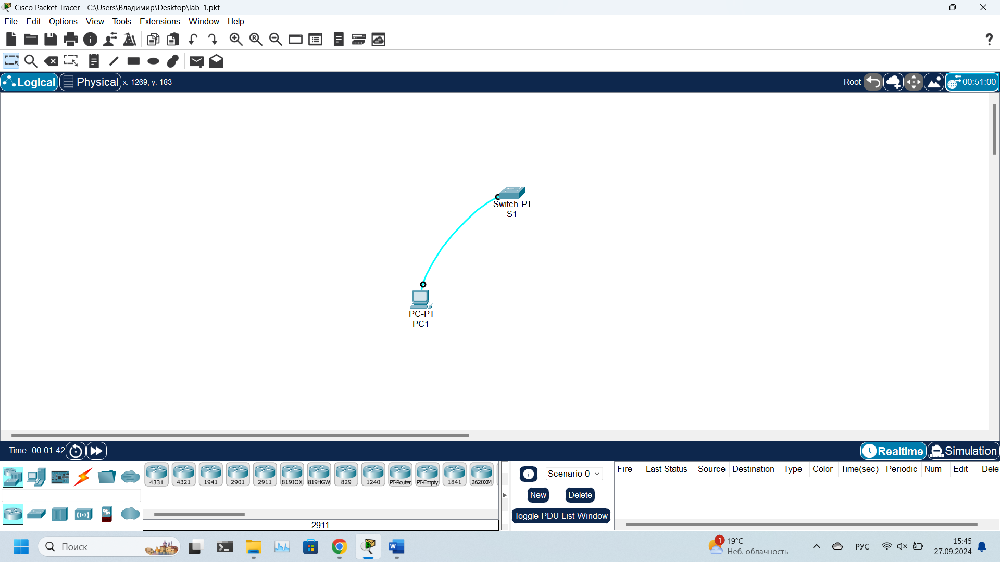 Cisco Packet Tracer - C:\Users\Владимир\Desktop\lab_1.pkt
File Edit Options View Tools Extensions Window Help
Logical Physical x: 1269, y: 183 Root 00:51:00
Switch-PT
S1
PC-PT
PC1
Time: 00:01:42 Realtime Simulation
4331 4321 1941 2901 2911 819IOX 819HGW 829 1240 PT-Router PT-Empty 1841 2620XM
2911
Scenario 0
New Delete
Toggle PDU List Window
Fire Last Status Source Destination Type Color Time(sec) Periodic Num Edit Dele
Поиск
1 19°C
Неб. облачность
РУС
15:45
27.09.2024